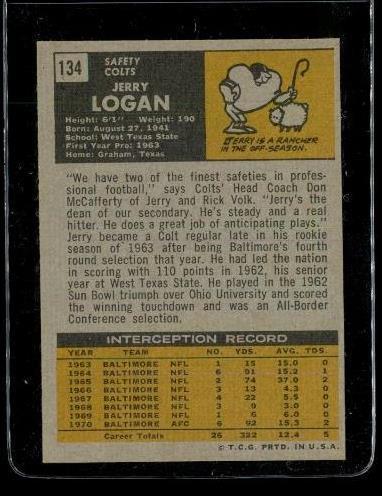 134
SAFETY
COLTS
JERRY
LOGAN
Height: 6'1" Weight: 190
Born: August 27, 1941
School: West Texas State
First Year Pro: 1963
Home: Graham, Texas
JERRY IS A RANCHER
IN THE OFF-SEASON.
"We have two of the finest safeties in profes-
sional football," says Colts' Head Coach Don
McCafferty of Jerry and Rick Volk. "Jerry's the
dean of our secondary. He's steady and a real
hitter. He does a great job of anticipating plays."
Jerry became a Colt regular late in his rookie
season of 1963 after being Baltimore's fourth
round selection that year. He had led the nation
in scoring with 110 points in 1962, his senior
year at West Texas State. He played in the 1962
Sun Bowl triumph over Ohio University and scored
the winning touchdown and was an All-Border
Conference selection.
INTERCEPTION RECORD
YEAR TEAM NO. YDS. AVG. TDS
1963 BALTIMORE NFL 1 15 15.0 0
1964 BALTIMORE NFL 6 91 15.2 1
1965 BALTIMORE NFL 2 74 37.0 2
1966 BALTIMORE NFL 3 13 4.3 0
1967 BALTIMORE NFL 4 22 5.5 0
1968 BALTIMORE NFL 3 9 3.0 0
1969 BALTIMORE NFL 1 6 6.0 0
1970 BALTIMORE AFC 6 92 15.3 2
Career Totals 26 322 12.4 5
© T.C.G. PRTD. IN U.S.A.